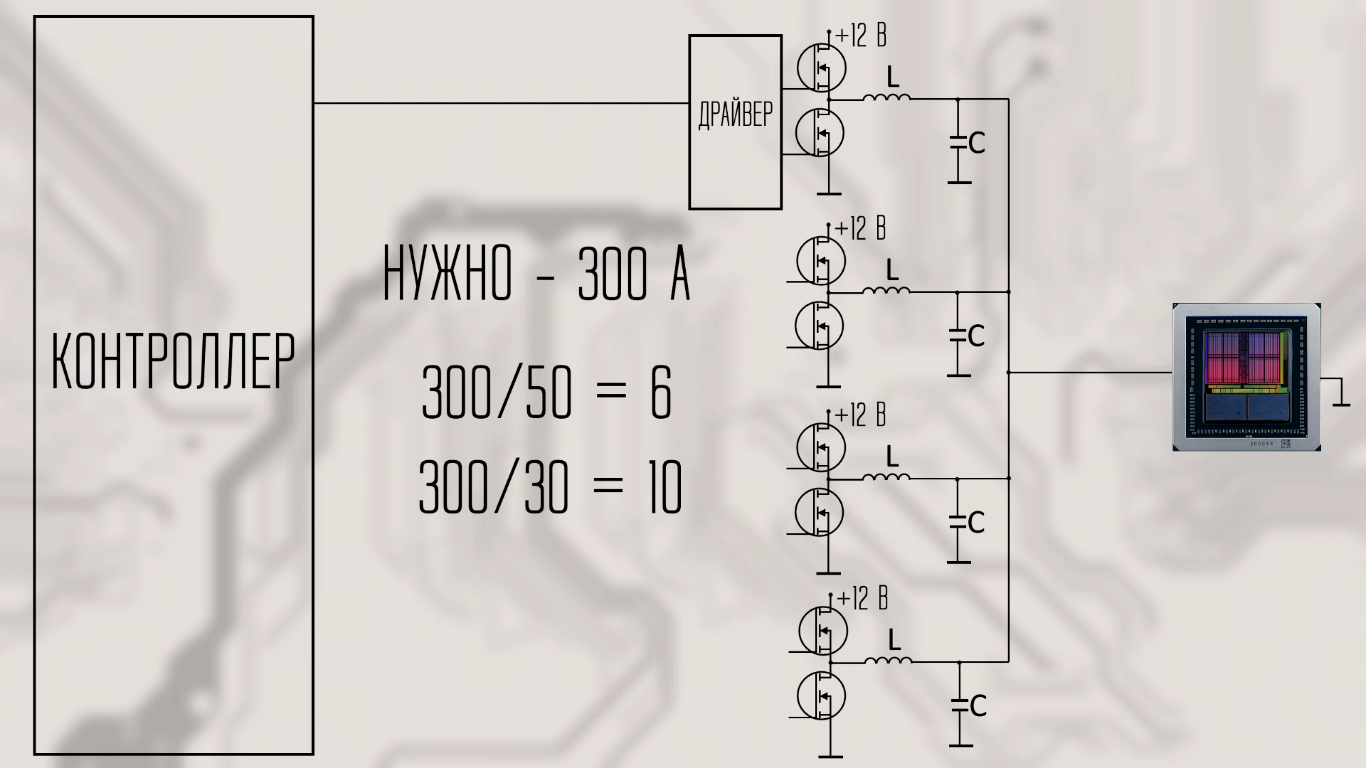 КОНТРОЛЛЕР
ДРАЙВЕР
НУЖНО - 300 А
300/50 = 6
300/30 = 10
+12 В
L
C
+12 В
L
C
+12 В
L
C
+12 В
L
C